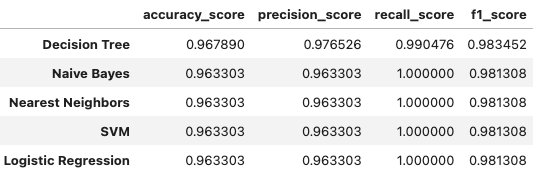 accuracy_score precision_score recall_score f1_score
Decision Tree 0.967890 0.976526 0.990476 0.983452
Naive Bayes 0.963303 0.963303 1.000000 0.981308
Nearest Neighbors 0.963303 0.963303 1.000000 0.981308
SVM 0.963303 0.963303 1.000000 0.981308
Logistic Regression 0.963303 0.963303 1.000000 0.981308